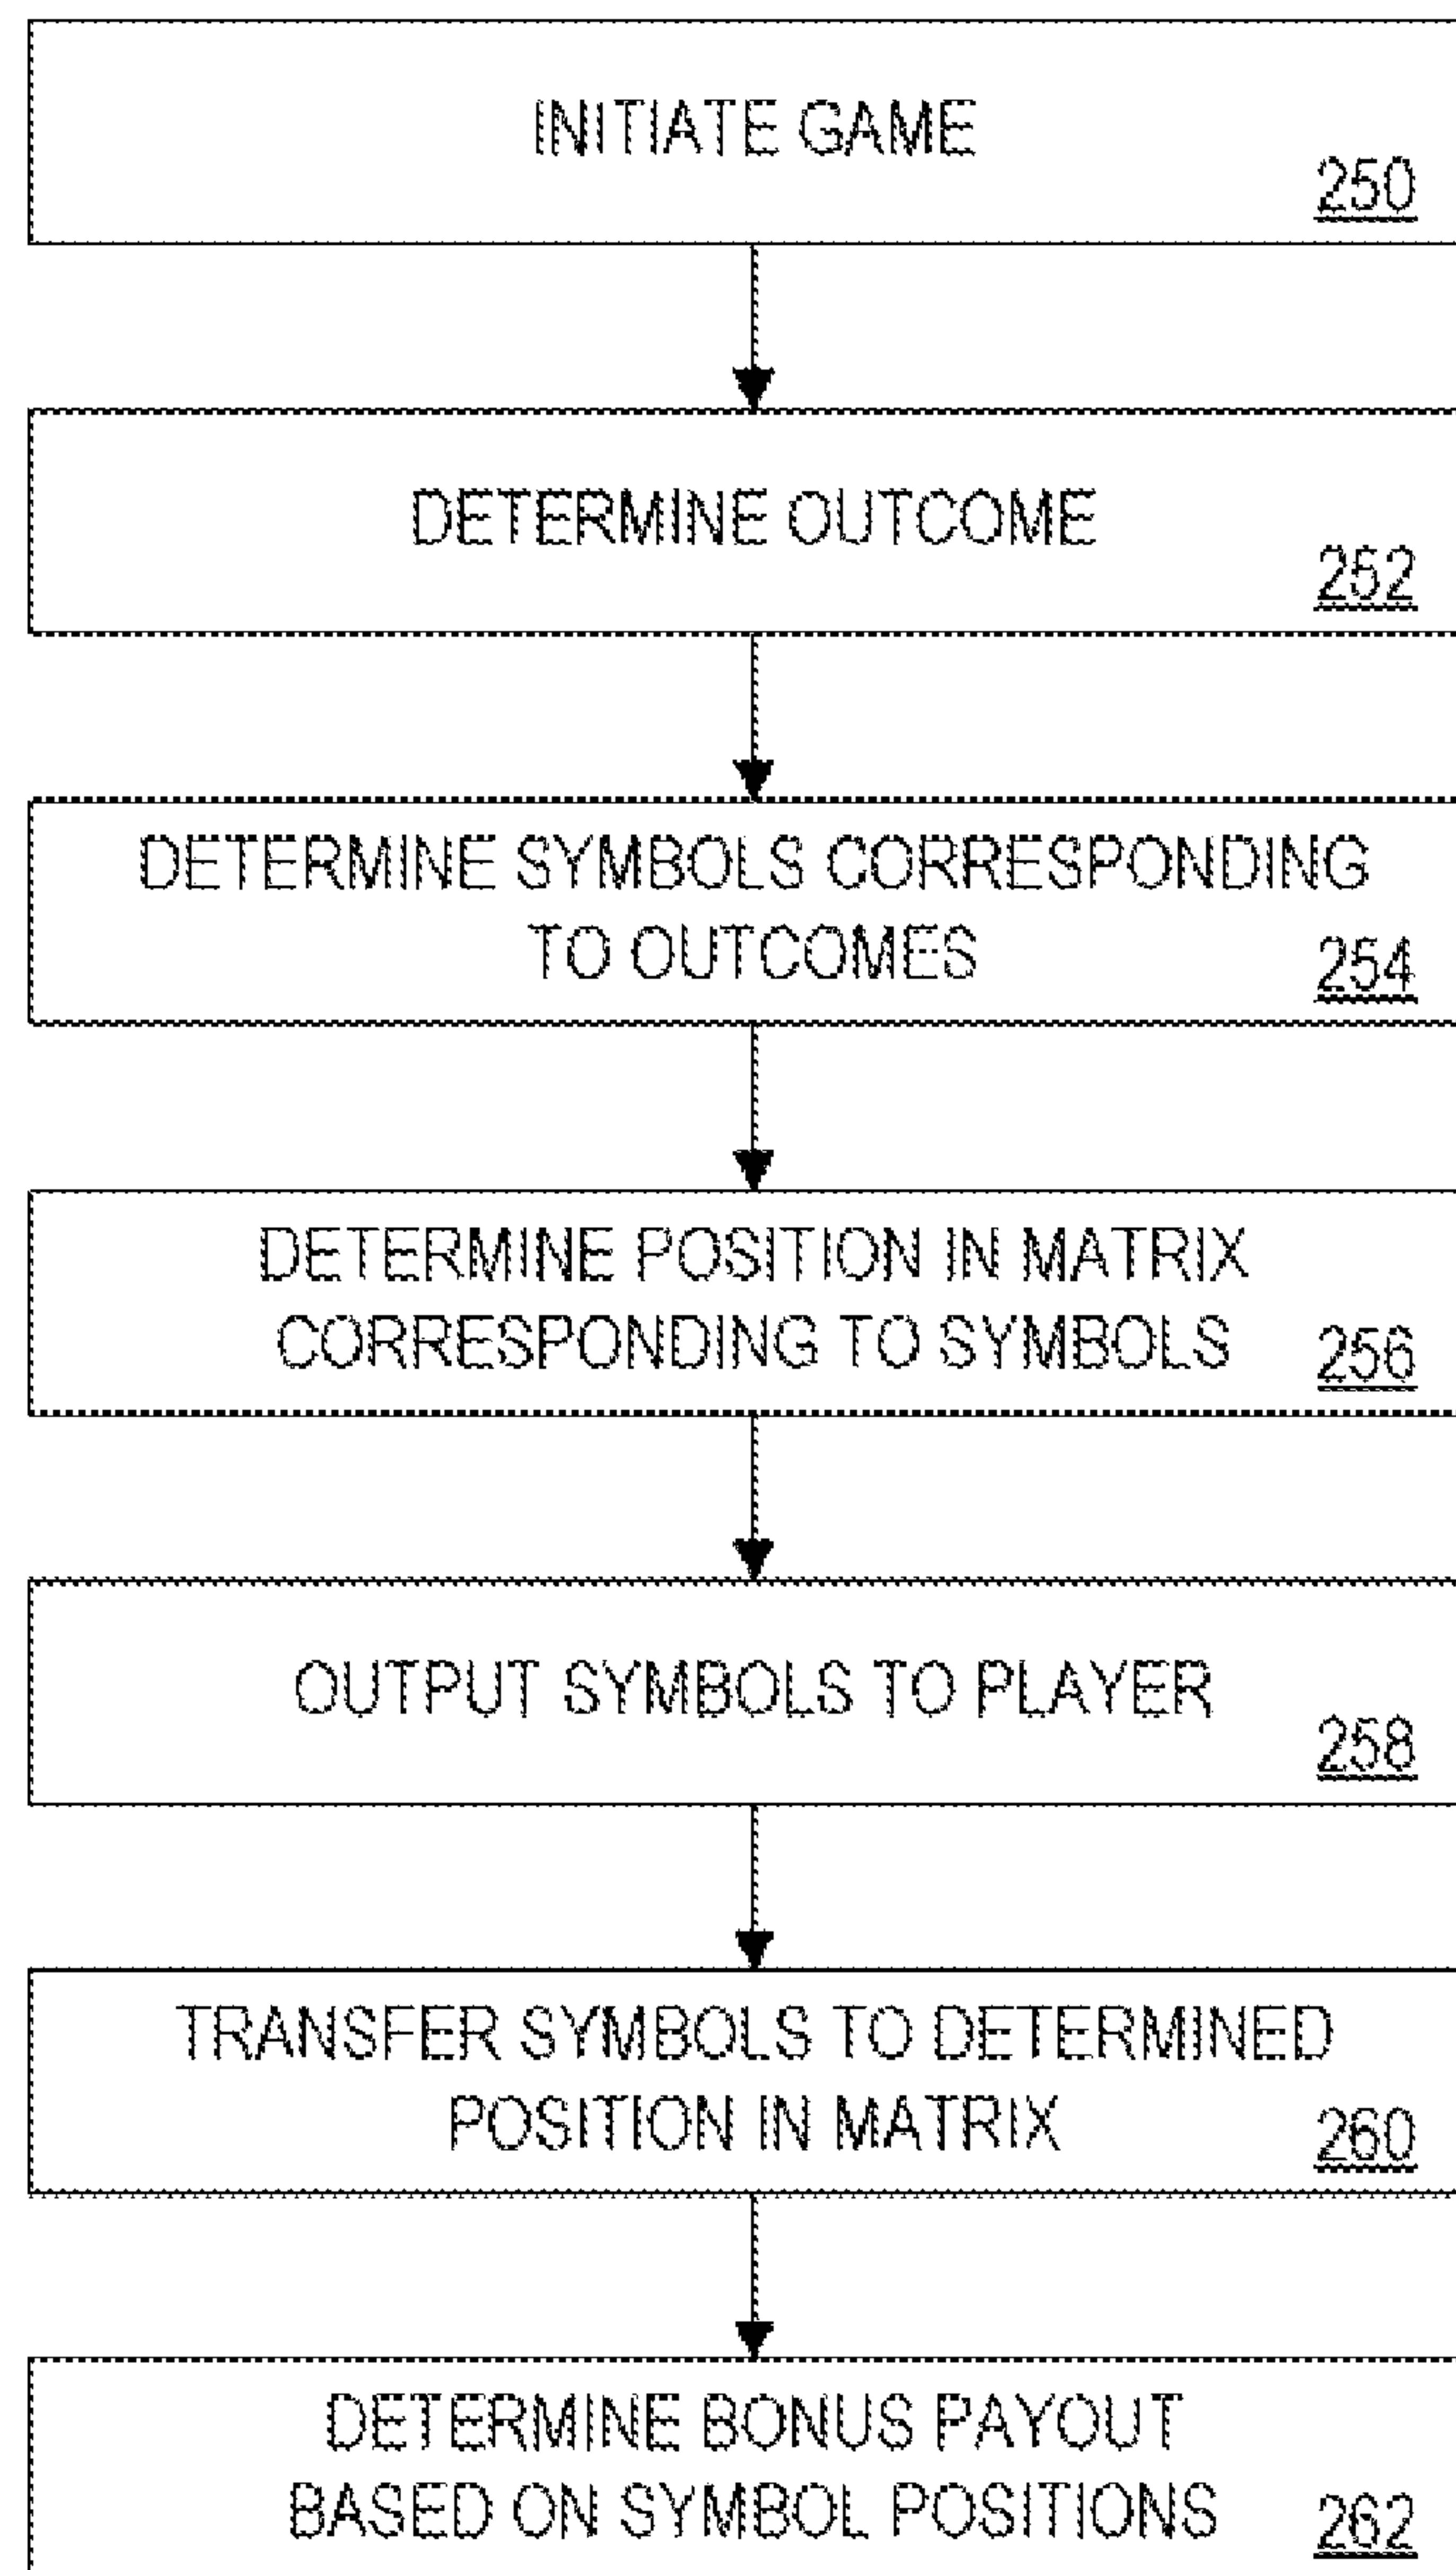 INITIATE GAME
250
DETERMINE OUTCOME
252
DETERMINE SYMBOLS CORRESPONDING
TO OUTCOMES
254
DETERMINE POSITION IN MATRIX
CORRESPONDING TO SYMBOLS
256
OUTPUT SYMBOLS TO PLAYER
258
TRANSFER SYMBOLS TO DETERMINED
POSITION IN MATRIX
260
DETERMINE BONUS PAYOUT
BASED ON SYMBOL POSITIONS
262